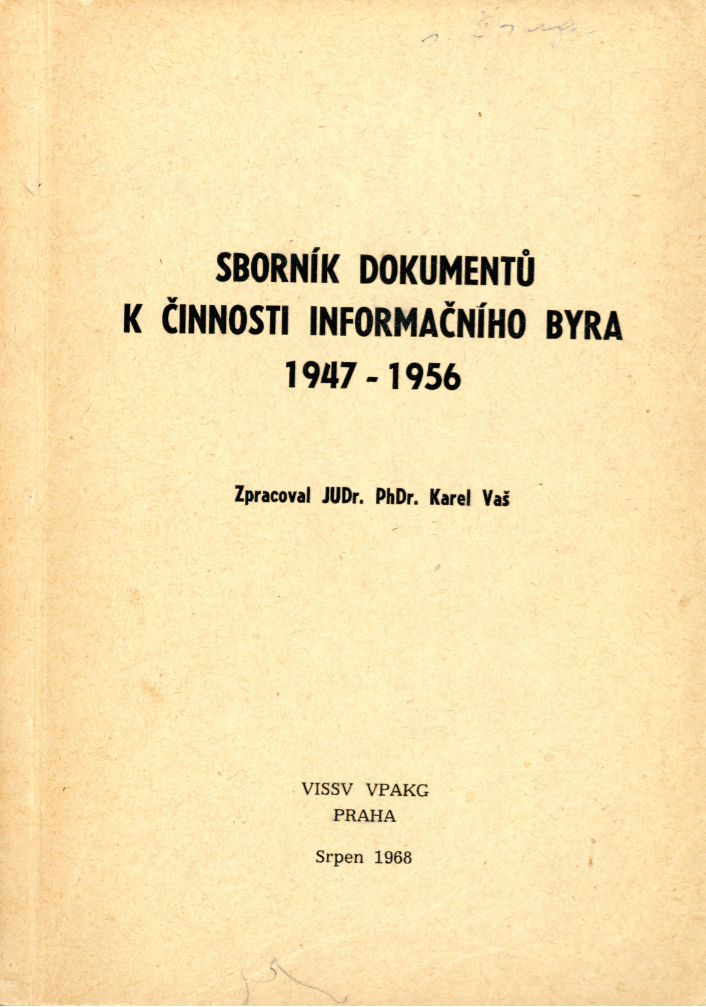 SBORNÍK DOKUMENTŮ
K ČINNOSTI INFORMAČNÍHO BYRA
1947 - 1956
Zpracoval JUDr. PhDr. Karel Vaš
VISSV VPAKG
PRAHA
Srpen 1968